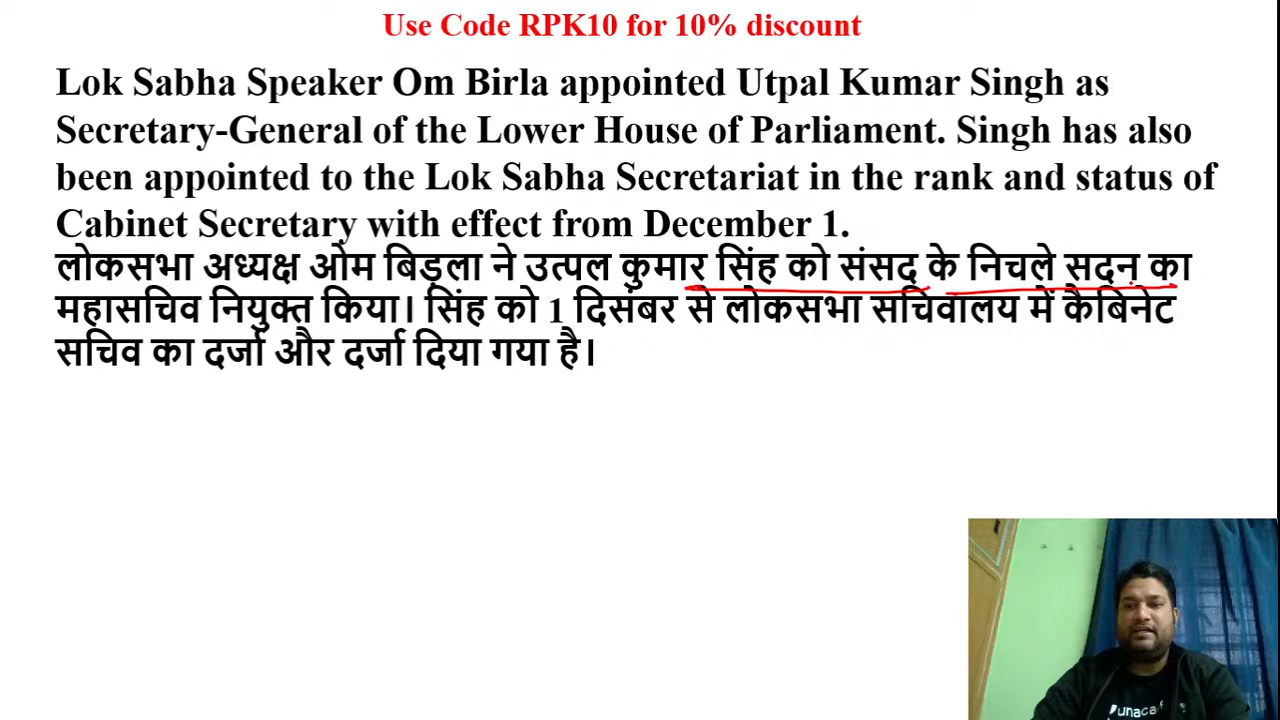 Use Code RPK10 for 10% discount
Lok Sabha Speaker Om Birla appointed Utpal Kumar Singh as
Secretary-General of the Lower House of Parliament. Singh has also
been appointed to the Lok Sabha Secretariat in the rank and status of
Cabinet Secretary with effect from December 1.
लोकसभा अध्यक्ष ओम बिड़ला ने उत्पल कुमार सिंह को संसद के निचले सदन का
महासचिव नियुक्त किया। सिंह को 1 दिसंबर से लोकसभा सचिवालय में कैबिनेट
सचिव का दर्जा और दर्जा दिया गया है।